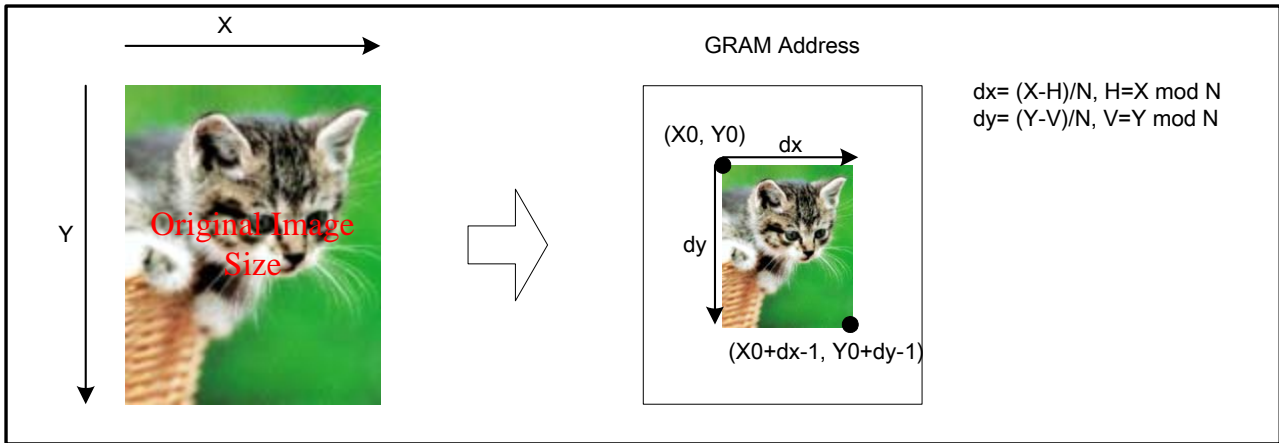 X
Y
Original Image
Size
GRAM Address
(X0, Y0)
dx
dy
(X0+dx-1, Y0+dy-1)
dx= (X-H)/N, H=X mod N
dy= (Y-V)/N, V=Y mod N